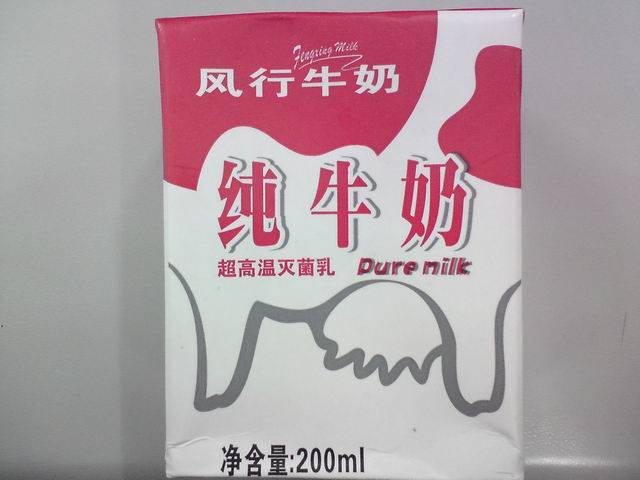 Fengxing Milk
风行牛奶
纯牛奶
超高温灭菌乳 Pure milk
净含量:200ml